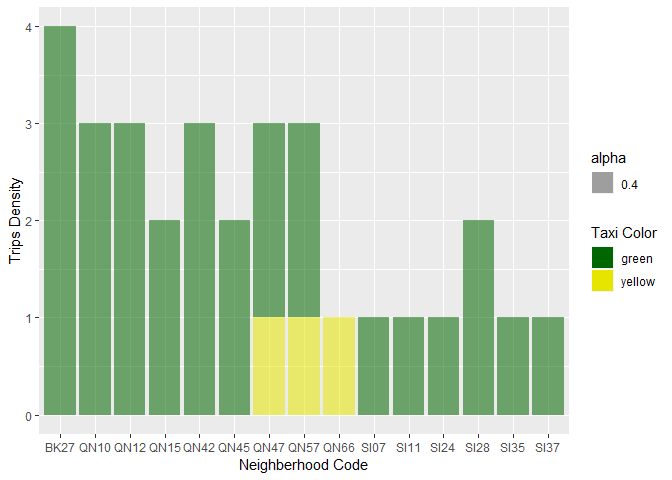 4
3
2
1
0
Trips Density
BK27 QN10 QN12 QN15 QN42 QN45 QN47 QN57 QN66 SI07 SI11 SI24 SI28 SI35 SI37
Neighberhood Code
alpha
0.4
Taxi Color
green
yellow